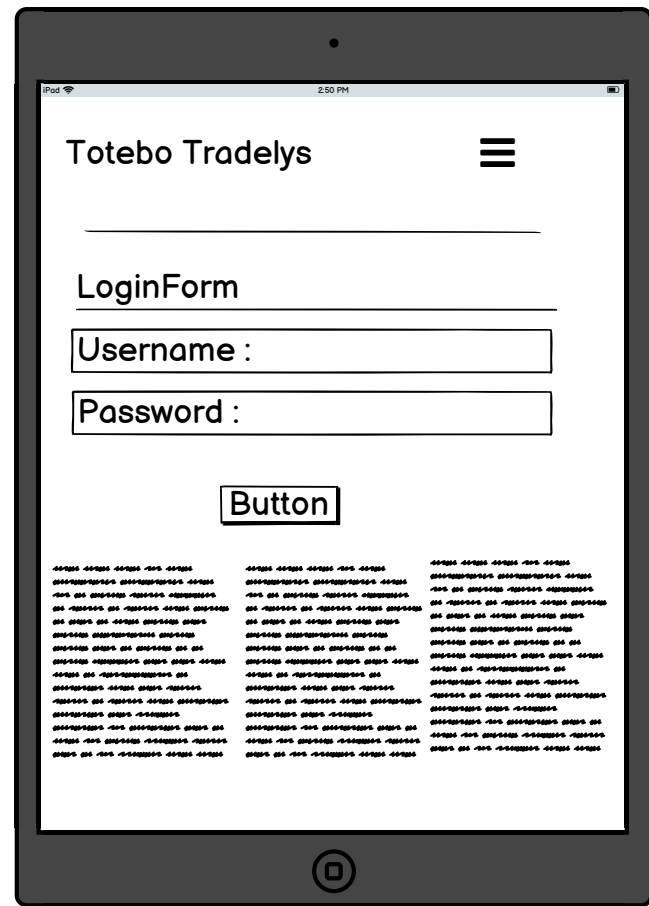 iPad
2:50 PM
Totebo Tradelys
LoginForm
Username :
Password :
Button